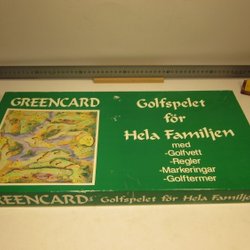 GREENCARD
Golfspelet
för
Hela Familjen
med
-Golfvett
-Regler
-Markeringar
-Golftermer
GREENCARD Golfspelet för Hela Familjen